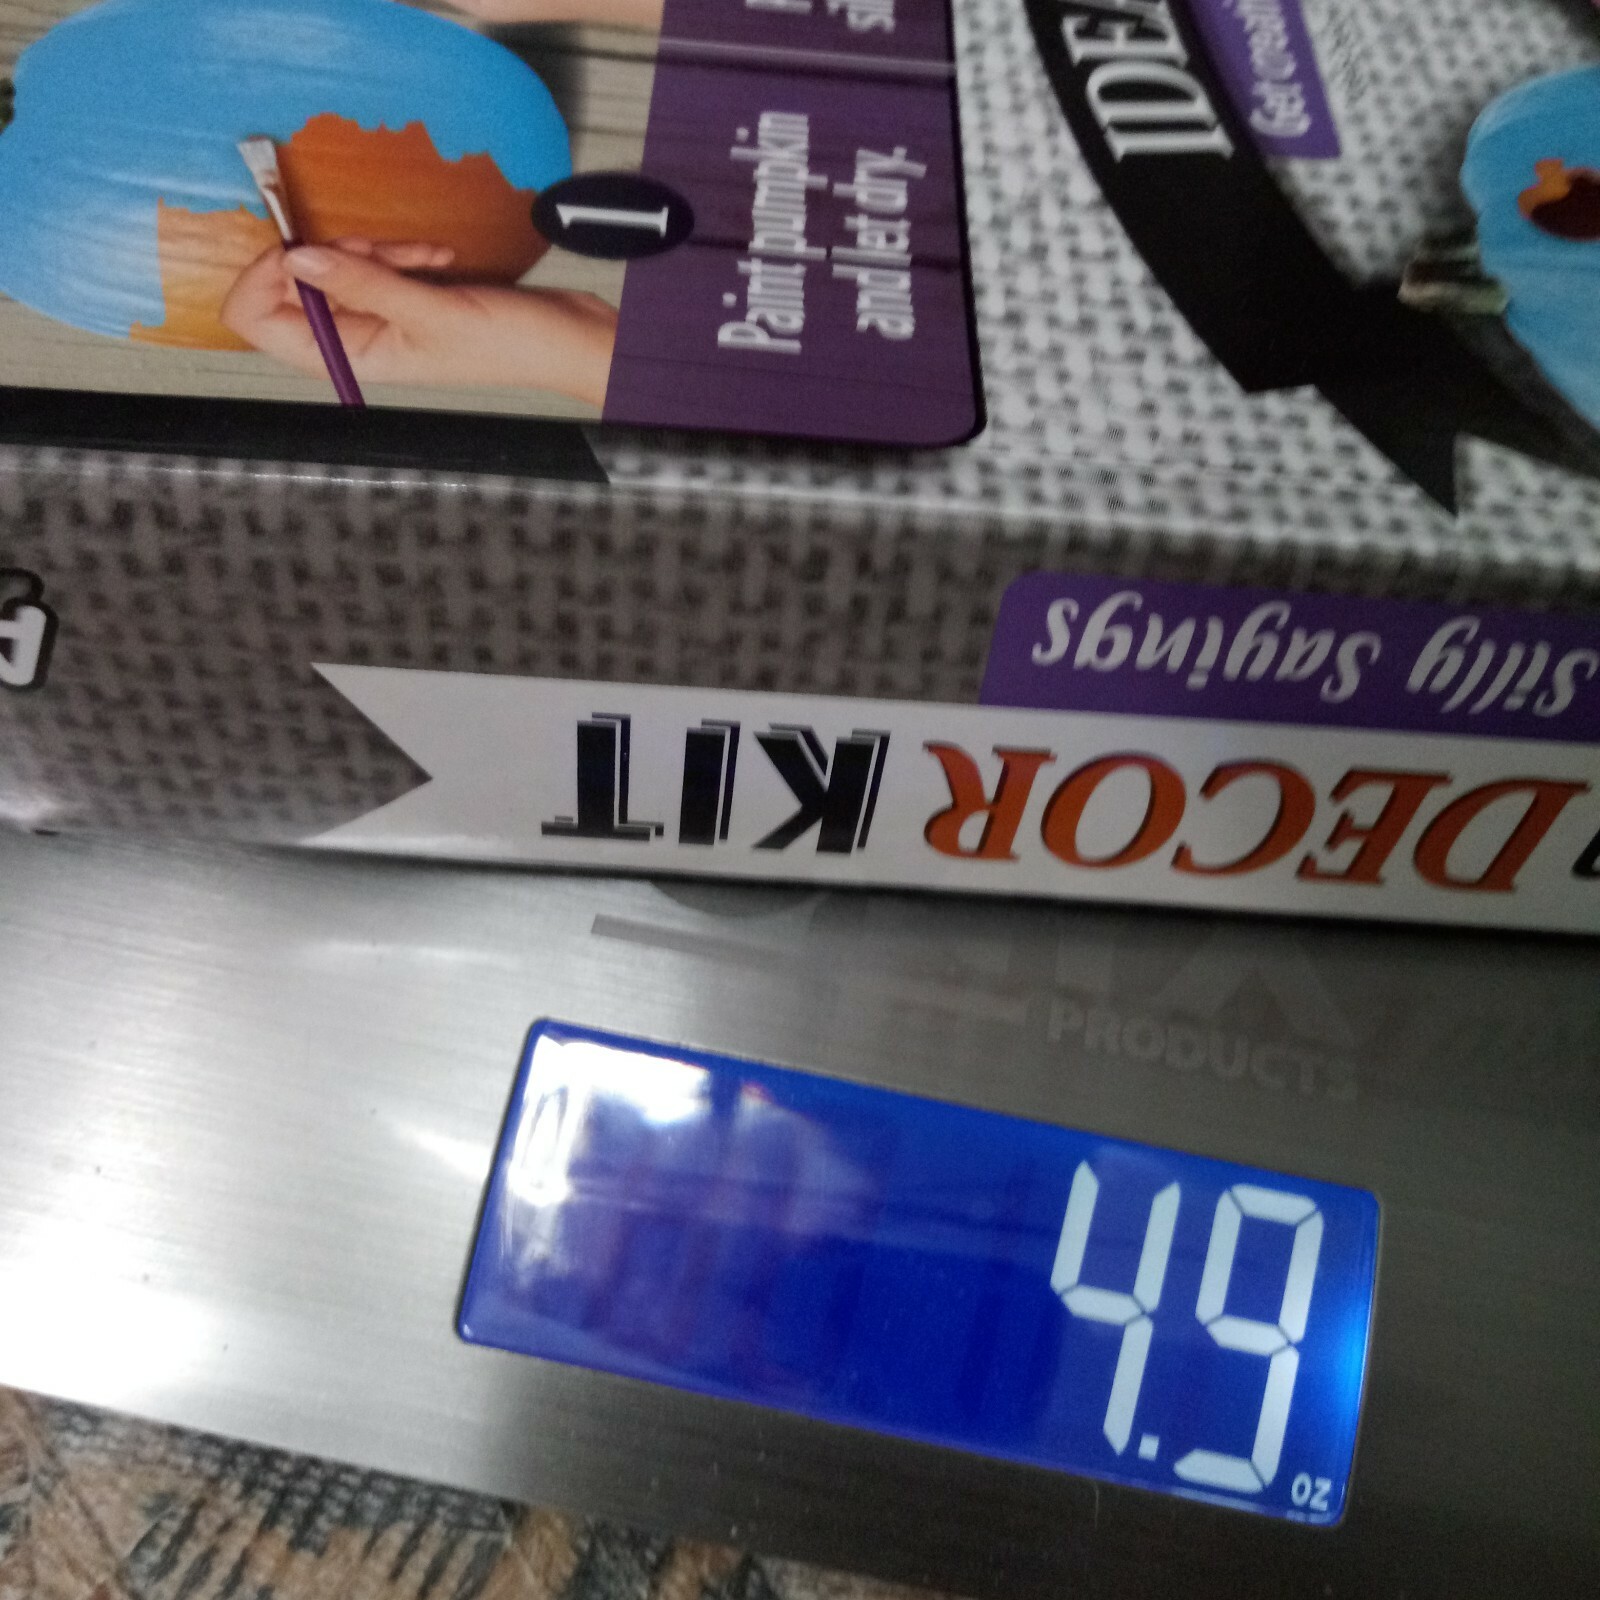 1
Paint pumpkin
and let dry.
Silly Sayings
DECOR KIT
PRODUCTS
4.9
oz